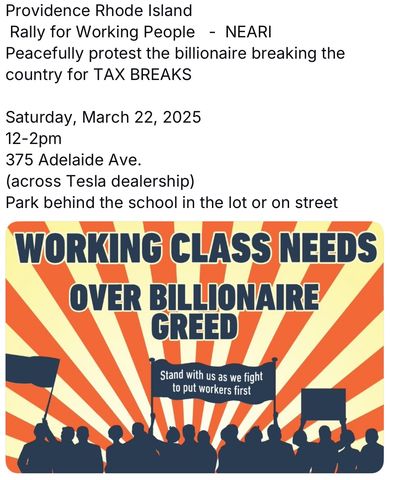 Providence Rhode Island
Rally for Working People - NEARI
Peacefully protest the billionaire breaking the
country for TAX BREAKS
Saturday, March 22, 2025
12-2pm
375 Adelaide Ave.
(across Tesla dealership)
Park behind the school in the lot or on street
WORKING CLASS NEEDS
OVER BILLIONAIRE
GREED
Stand with us as we fight
to put workers first